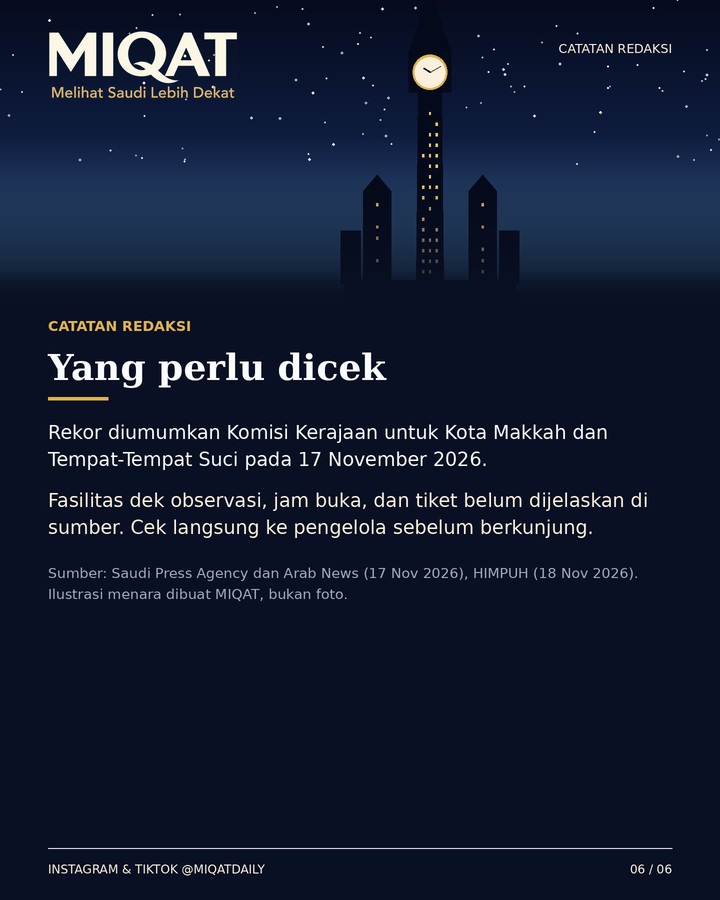 MIQAT
Melihat Saudi Lebih Dekat
CATATAN REDAKSI
CATATAN REDAKSI
Yang perlu dicek
Rekor diumumkan Komisi Kerajaan untuk Kota Makkah dan
Tempat-Tempat Suci pada 17 November 2026.
Fasilitas dek observasi, jam buka, dan tiket belum dijelaskan di
sumber. Cek langsung ke pengelola sebelum berkunjung.
Sumber: Saudi Press Agency dan Arab News (17 Nov 2026), HIMPUH (18 Nov 2026).
Ilustrasi menara dibuat MIQAT, bukan foto.
INSTAGRAM & TIKTOK @MIQATDAILY
06 / 06